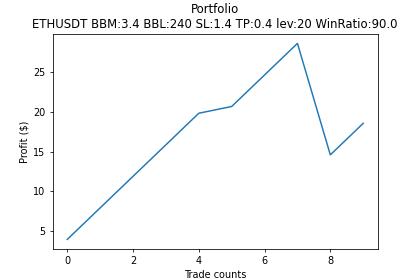 Portfolio
ETHUSDT BBM:3.4 BBL:240 SL:1.4 TP:0.4 lev:20 WinRatio:90.0
25
20
15
10
5
Profit ($)
0 2 4 6 8
Trade counts